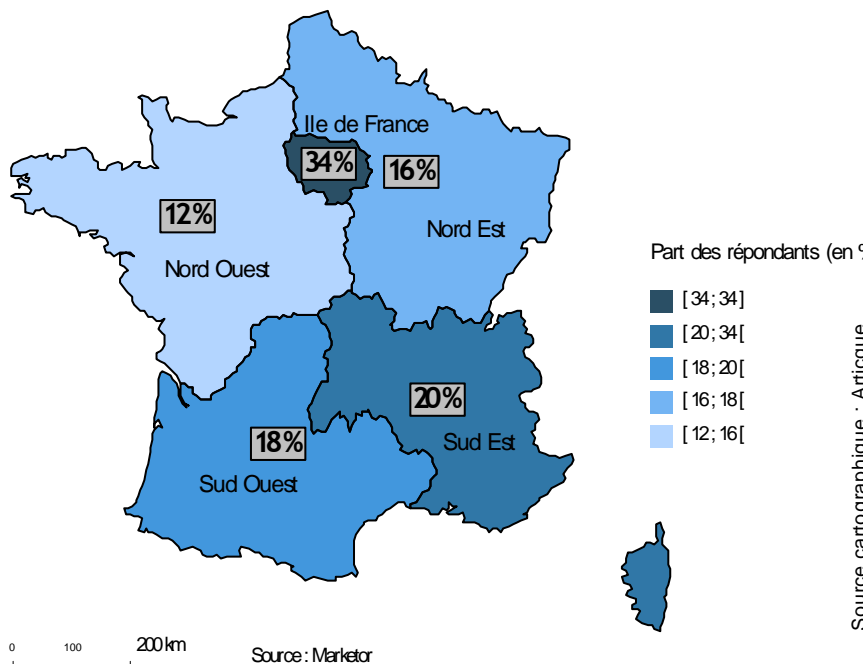 Ile de France
34%
16%
12%
Nord Est
Nord Ouest
Part des répondants (en %
[34 ; 34]
[20 ; 34[
[18 ; 20[
[16 ; 18[
[12 ; 16[
20%
18%
Sud Est
Sud Ouest
Source cartographique : Articque
0 100 200 km
Source : Marketor